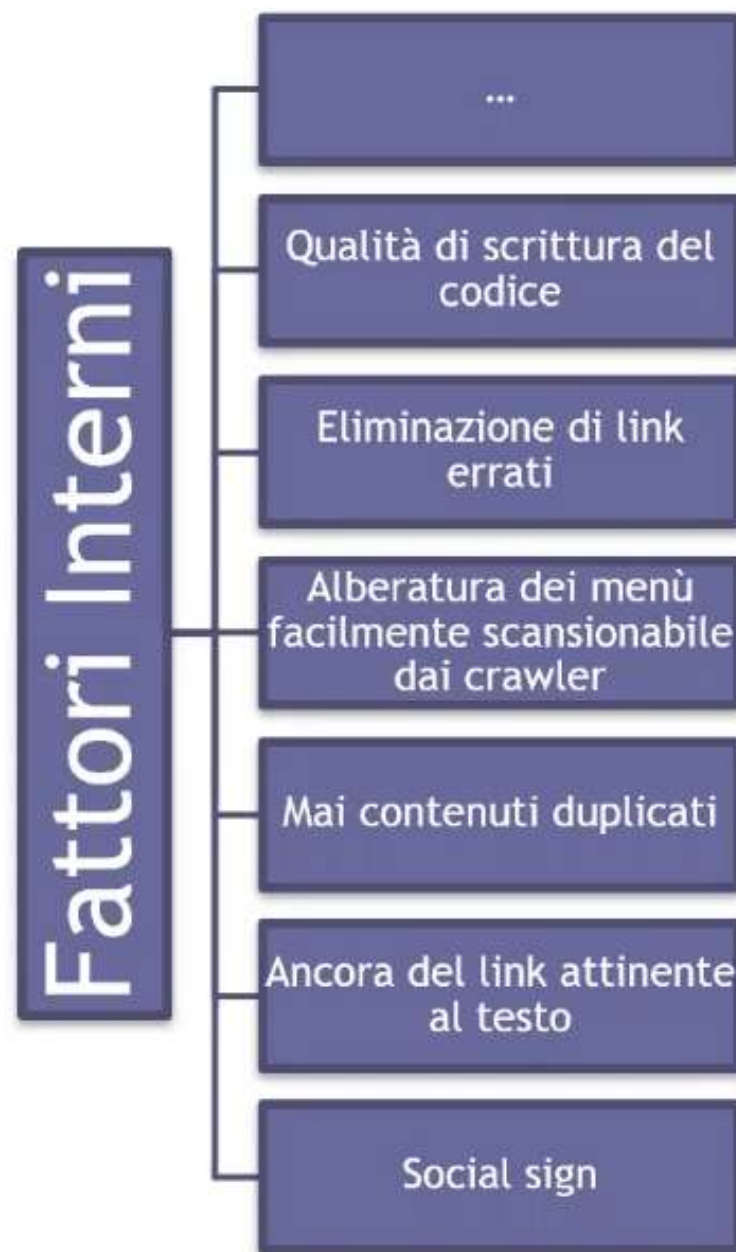 Fattori Interni
...
Qualità di scrittura del
codice
Eliminazione di link
errati
Alberatura dei menù
facilmente scansionabile
dai crawler
Mai contenuti duplicati
Ancora del link attinente
al testo
Social sign